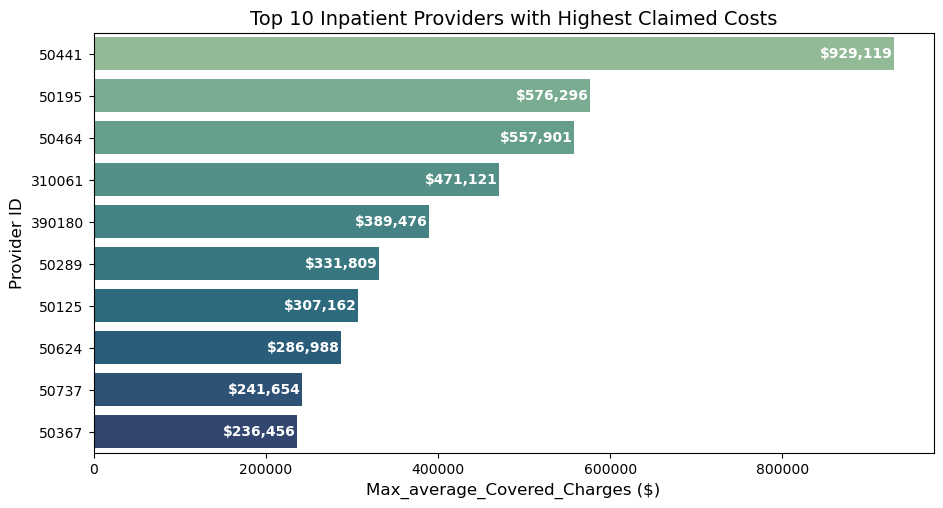 Top 10 Inpatient Providers with Highest Claimed Costs
Provider ID
50441 $929,119
50195 $576,296
50464 $557,901
310061 $471,121
390180 $389,476
50289 $331,809
50125 $307,162
50624 $286,988
50737 $241,654
50367 $236,456
0 200000 400000 600000 800000
Max_average_Covered_Charges ($)